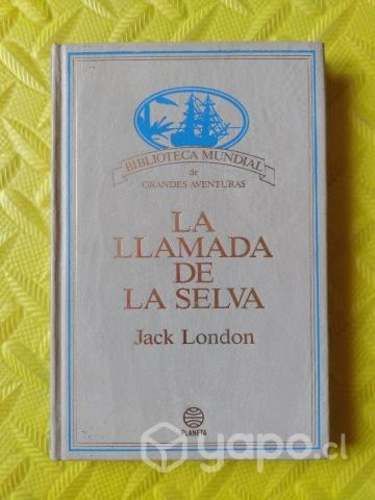 BIBLIOTECA MUNDIAL
de
GRANDES AVENTURAS
LA
LLAMADA
DE
LA SELVA
Jack London
PLANETA
yapo.cl